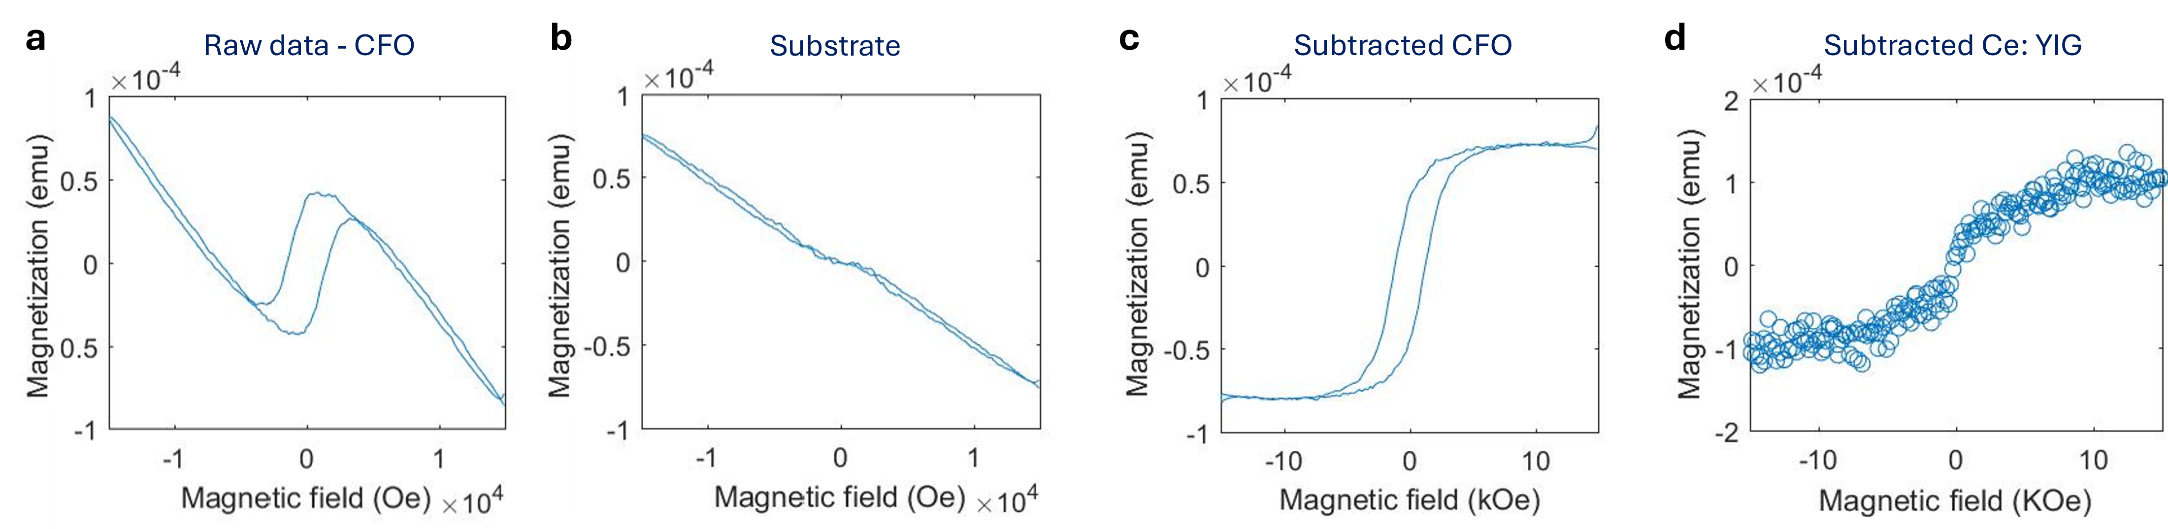 a
Raw data - CFO
×10-4
1
0.5
0
0.5
-1
-1
0
1
Magnetization (emu)
Magnetic field (Oe) ×104
b
Substrate
×10-4
1
0.5
0
-0.5
-1
-1
0
1
Magnetization (emu)
Magnetic field (Oe) ×104
c
Subtracted CFO
×10-4
1
0.5
0
-0.5
-1
-10
0
10
Magnetization (emu)
Magnetic field (kOe)
d
Subtracted Ce: YIG
×10-4
2
1
0
-1
-2
-10
0
10
Magnetization (emu)
Magnetic field (KOe)